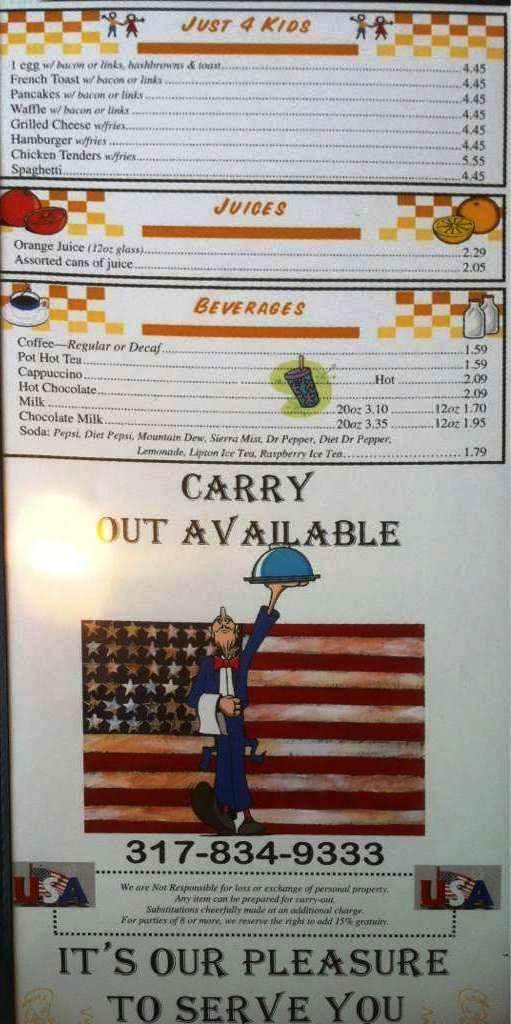 JUST 4 KIDS
1 egg w/ bacon or links, hashbrowns & toast 4.45
French Toast w/ bacon or links 4.45
Pancakes w/ bacon or links 4.45
Waffle w/ bacon or links 4.45
Grilled Cheese w/fries 4.45
Hamburger w/fries 4.45
Chicken Tenders w/fries 5.55
Spaghetti 4.45
JUICES
Orange Juice (12oz glass) 2.29
Assorted cans of juice 2.05
BEVERAGES
Coffee—Regular or Decaf 1.59
Pot Hot Tea 1.59
Cappuccino Hot 2.09
Hot Chocolate 2.09
Milk 20oz 3.10 12oz 1.70
Chocolate Milk 20oz 3.35 12oz 1.95
Soda: Pepsi, Diet Pepsi, Mountain Dew, Sierra Mist, Dr Pepper, Diet Dr Pepper,
Lemonade, Lipton Ice Tea, Raspberry Ice Tea 1.79
CARRY
OUT AVAILABLE
317-834-9333
USA
We are Not Responsible for loss or exchange of personal property.
Any item can be prepared for carry-out.
Substitutions cheerfully made at an additional charge.
For parties of 8 or more, we reserve the right to add 15% gratuity.
USA
IT'S OUR PLEASURE
TO SERVE YOU